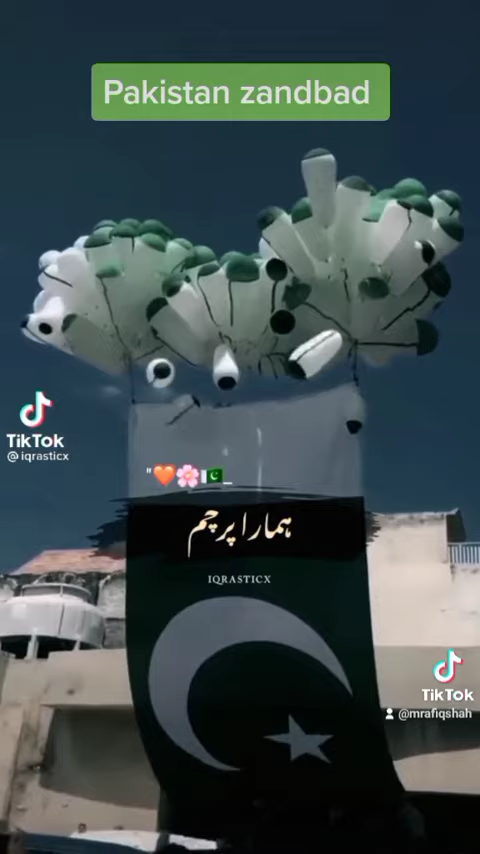 Pakistan zandbad
TikTok
@iqrasticx
"🧡🌸🇵🇰_
ہمارا پرچم
IQRASTICX
TikTok
@mrafiqshah